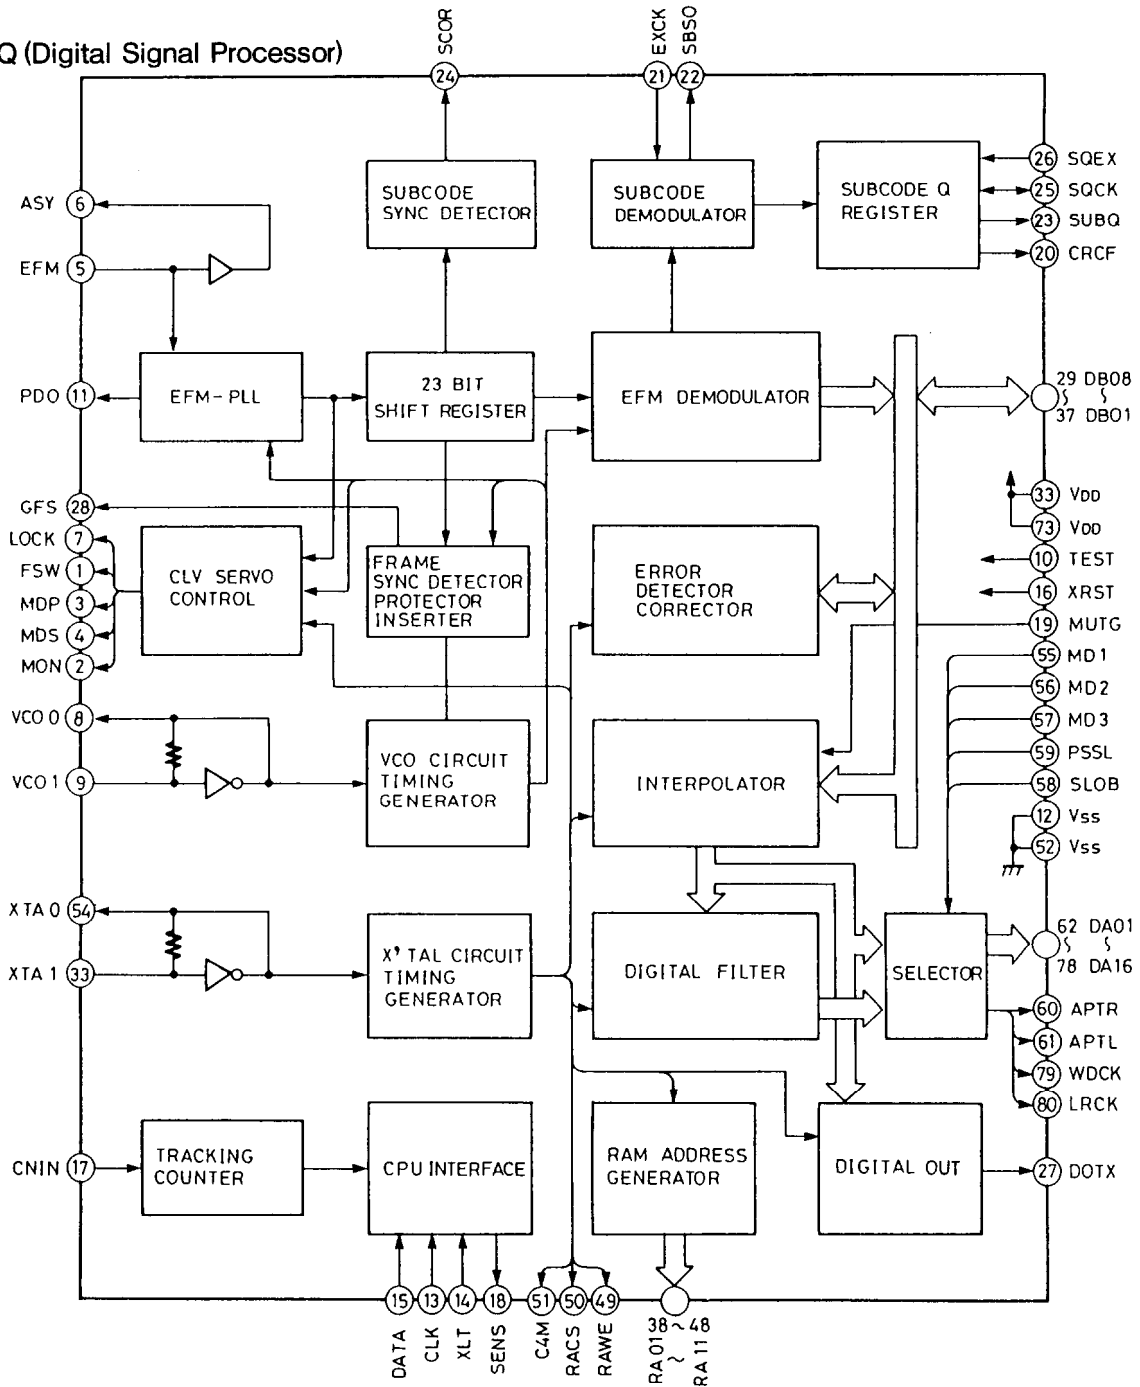 Q (Digital Signal Processor)
SCOR
24
EXCK
21
SBSO
22
SUBCODE
SYNC DETECTOR
SUBCODE
DEMODULATOR
SUBCODE Q
REGISTER
26 SQEX
25 SQCK
23 SUBQ
20 CRCF
ASY 6
EFM 5
PDO 11
EFM-PLL
23 BIT
SHIFT REGISTER
EFM DEMODULATOR
29 DB08
37 DB01
33 VDD
73 VDD
10 TEST
16 XRST
19 MUTG
55 MD1
56 MD2
57 MD3
59 PSSL
58 SLOB
12 Vss
52 Vss
GFS 28
LOCK 7
FSW 1
MDP 3
MDS 4
MON 2
CLV SERVO
CONTROL
FRAME
SYNC DETECTOR
PROTECTOR
INSERTER
ERROR
DETECTOR
CORRECTOR
VCO 0 8
VCO 1 9
VCO CIRCUIT
TIMING
GENERATOR
INTERPOLATOR
XTA 0 54
XTA 1 33
X'TAL CIRCUIT
TIMING
GENERATOR
DIGITAL FILTER
SELECTOR
62 DA01
78 DA16
60 APTR
61 APTL
79 WDCK
80 LRCK
CNIN 17
TRACKING
COUNTER
CPU INTERFACE
RAM ADDRESS
GENERATOR
DIGITAL OUT
27 DOTX
15 13 14 18 51 50 49
DATA
CLK
XLT
SENS
C4M
RACS
RAWE
38~48
RA01~RA11